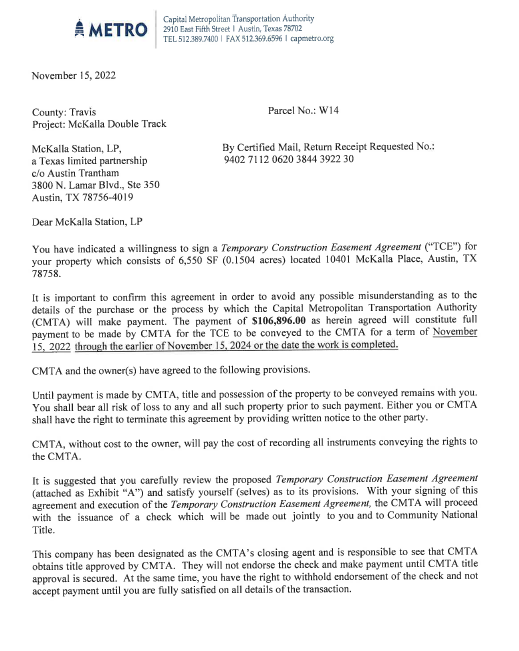 METRO
Capital Metropolitan Transportation Authority
2910 East Fifth Street | Austin, Texas 78702
TEL 512.389.7400 | FAX 512.369.6596 | capmetro.org
November 15, 2022
County: Travis
Parcel No.: W14
Project: McKalla Double Track
McKalla Station, LP,
By Certified Mail, Return Receipt Requested No.:
a Texas limited partnership
9402 7112 0620 3844 3922 30
c/o Austin Trantham
3800 N. Lamar Blvd., Ste 350
Austin, TX 78756-4019
Dear McKalla Station, LP
You have indicated a willingness to sign a Temporary Construction Easement Agreement (“TCE”) for
your property which consists of 6,550 SF (0.1504 acres) located 10401 McKalla Place, Austin, TX
78758.
It is important to confirm this agreement in order to avoid any possible misunderstanding as to the
details of the purchase or the process by which the Capital Metropolitan Transportation Authority
(CMTA) will make payment. The payment of $106,896.00 as herein agreed will constitute full
payment to be made by CMTA for the TCE to be conveyed to the CMTA for a term of November
15, 2022 through the earlier of November 15, 2024 or the date the work is completed.
CMTA and the owner(s) have agreed to the following provisions.
Until payment is made by CMTA, title and possession of the property to be conveyed remains with you.
You shall bear all risk of loss to any and all such property prior to such payment. Either you or CMTA
shall have the right to terminate this agreement by providing written notice to the other party.
CMTA, without cost to the owner, will pay the cost of recording all instruments conveying the rights to
the CMTA.
It is suggested that you carefully review the proposed Temporary Construction Easement Agreement
(attached as Exhibit “A”) and satisfy yourself (selves) as to its provisions. With your signing of this
agreement and execution of the Temporary Construction Easement Agreement, the CMTA will proceed
with the issuance of a check which will be made out jointly to you and to Community National
Title.
This company has been designated as the CMTA's closing agent and is responsible to see that CMTA
obtains title approved by CMTA. They will not endorse the check and make payment until CMTA title
approval is secured. At the same time, you have the right to withhold endorsement of the check and not
accept payment until you are fully satisfied on all details of the transaction.